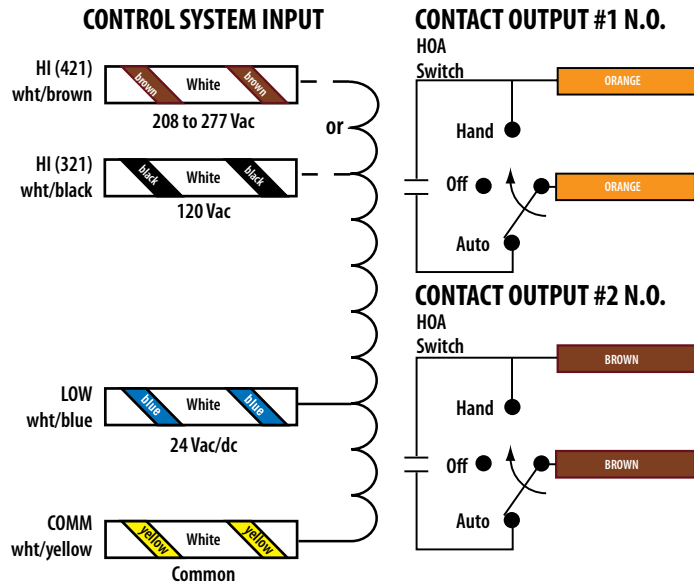 CONTROL SYSTEM INPUT
HI (421)
wht/brown
brown
White
brown
208 to 277 Vac
or
HI (321)
wht/black
black
White
black
120 Vac
LOW
wht/blue
blue
White
blue
24 Vac/dc
COMM
wht/yellow
yellow
White
yellow
Common
CONTACT OUTPUT #1 N.O.
HOA
Switch
ORANGE
Hand
Off
ORANGE
Auto
CONTACT OUTPUT #2 N.O.
HOA
Switch
BROWN
Hand
Off
BROWN
Auto